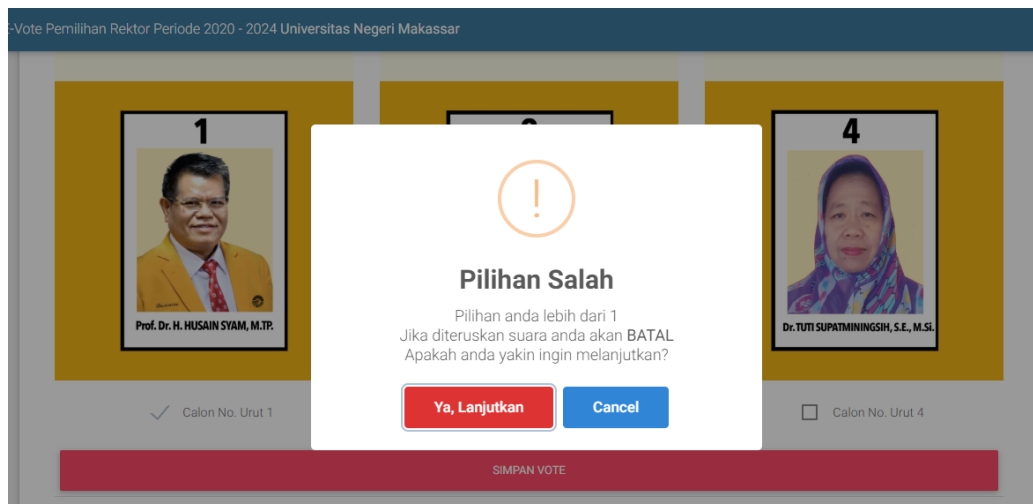 -Vote Pemilihan Rektor Periode 2020 - 2024 Universitas Negeri Makassar
1
4
Prof. Dr. H. HUSAIN SYAM, M.TP.
Dr. TUTI SUPATMININGSIH, S.E., M.Si.
!
Pilihan Salah
Pilihan anda lebih dari 1
Jika diteruskan suara anda akan BATAL
Apakah anda yakin ingin melanjutkan?
Ya, Lanjutkan
Cancel
Calon No. Urut 1
Calon No. Urut 4
SIMPAN VOTE